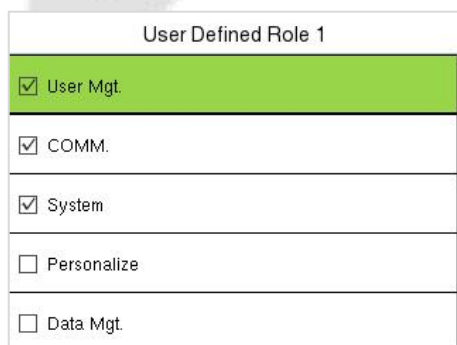 User Defined Role 1
User Mgt.
COMM.
System
Personalize
Data Mgt.